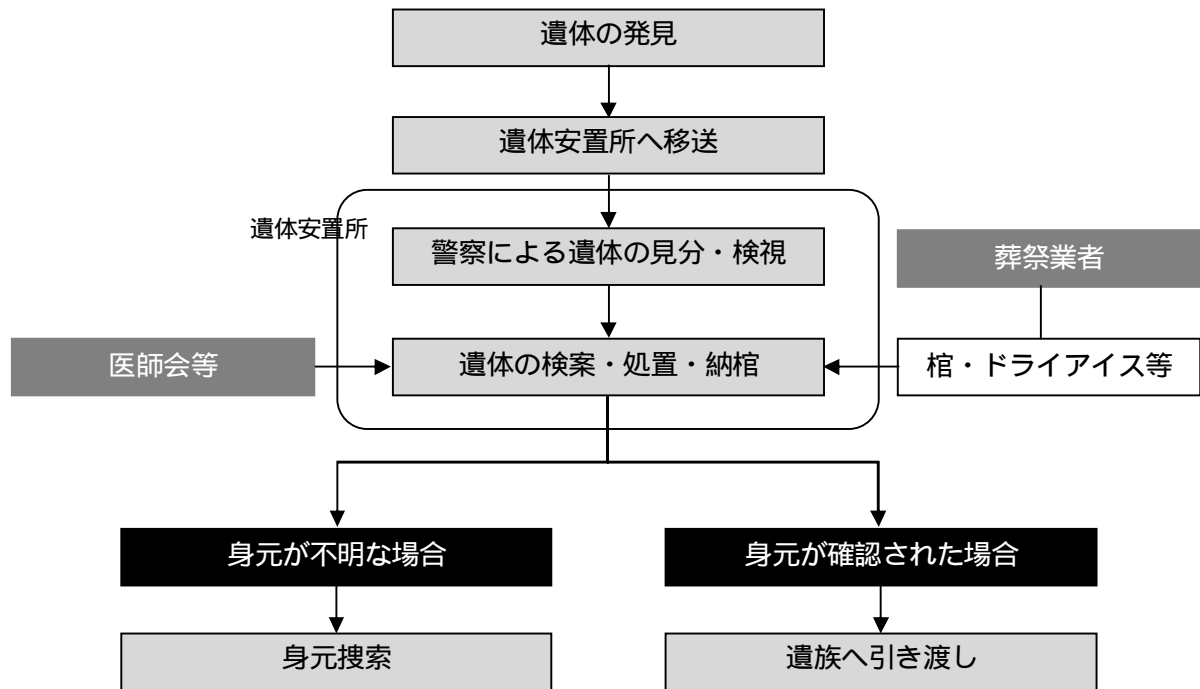 遺体の発見
遺体安置所へ移送
遺体安置所
警察による遺体の見分・検視
葬祭業者
医師会等
遺体の検案・処置・納棺
棺・ドライアイス等
身元が不明な場合
身元が確認された場合
身元捜索
遺族へ引き渡し